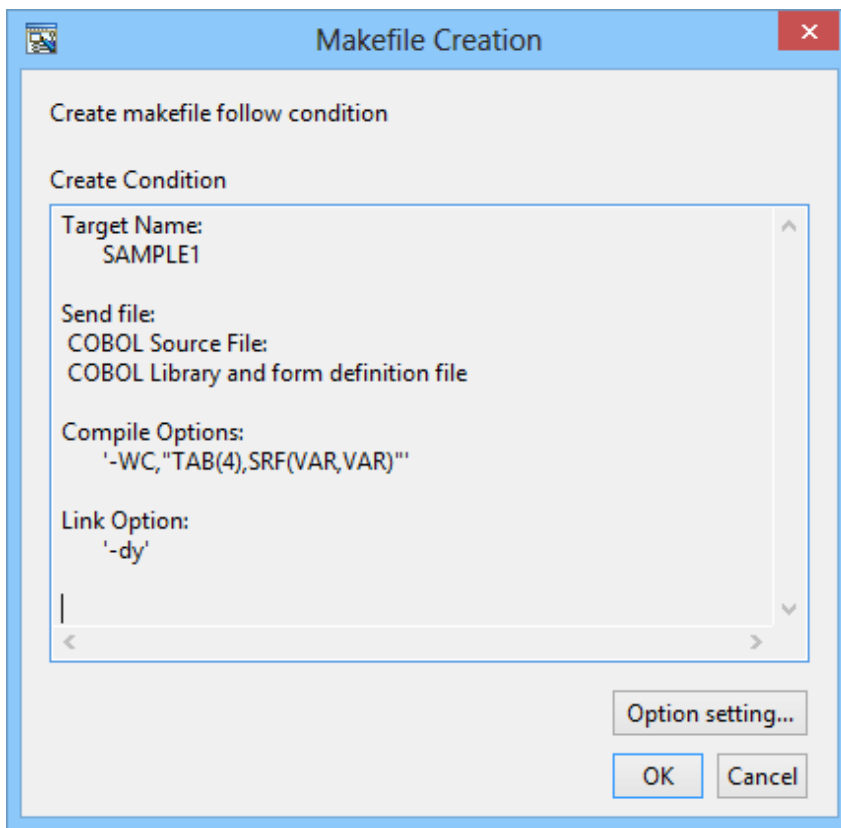 Makefile Creation
Create makefile follow condition
Create Condition
Target Name:
SAMPLE1
Send file:
COBOL Source File:
COBOL Library and form definition file
Compile Options:
'-WC,"TAB(4),SRF(VAR,VAR)"'
Link Option:
'-dy'
Option setting...
OK
Cancel